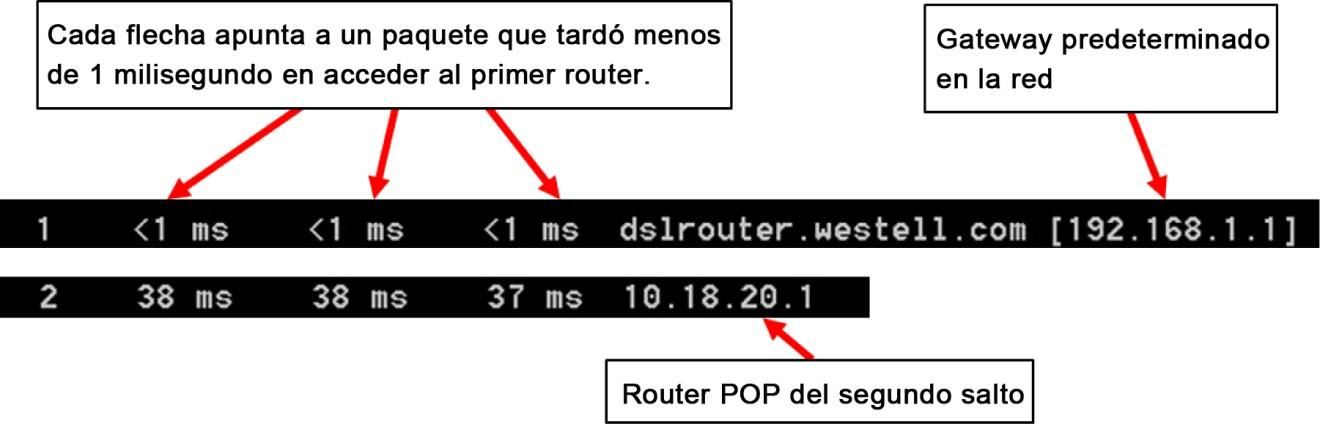 Cada flecha apunta a un paquete que tardó menos
de 1 milisegundo en acceder al primer router.
Gateway predeterminado
en la red
1 <1 ms <1 ms <1 ms dslrouter.westell.com [192.168.1.1]
2 38 ms 38 ms 37 ms 10.18.20.1
Router POP del segundo salto